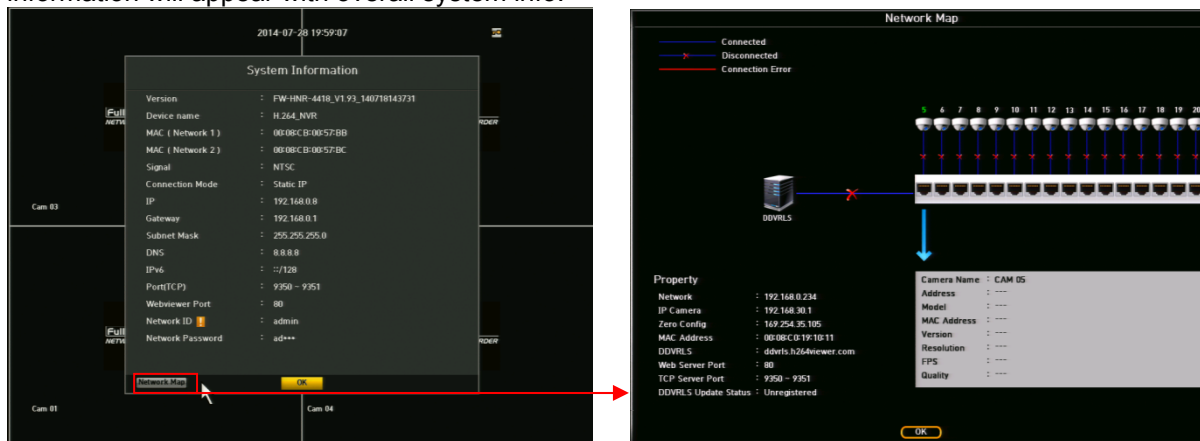 information will appear with overall system info.
2014-07-28 19:59:07
System Information
Version : FW-HNR-4418_V1.93_140718143731
Device name : H.264_NVR
MAC ( Network 1 ) : 00:08:CB:00:57:BB
MAC ( Network 2 ) : 00:08:CB:00:57:BC
Signal : NTSC
Connection Mode : Static IP
IP : 192.168.0.8
Gateway : 192.168.0.1
Subnet Mask : 255.255.255.0
DNS : 8.8.8.8
IPv6 : ::/128
Port(TCP) : 9350 ~ 9351
Webviewer Port : 80
Network ID ! : admin
Network Password : ad***
Network Map
OK
Full
NETW
RDER
Cam 03
Full
NETW
RDER
Cam 01
Cam 04
Network Map
Connected
Disconnected
Connection Error
5 6 7 8 9 10 11 12 13 14 15 16 17 18 19 20
DDVRLS
Property
Network : 192.168.0.234
IP Camera : 192.168.30.1
Zero Config : 169.254.35.105
MAC Address : 00:08:C0:19:10:11
DDVRLS : ddvrls.h264viewer.com
Web Server Port : 80
TCP Server Port : 9350 ~ 9351
DDVRLS Update Status : Unregistered
Camera Name : CAM 05
Address : ---
Model : ---
MAC Address : ---
Version : ---
Resolution : ---
FPS : ---
Quality : ---
OK